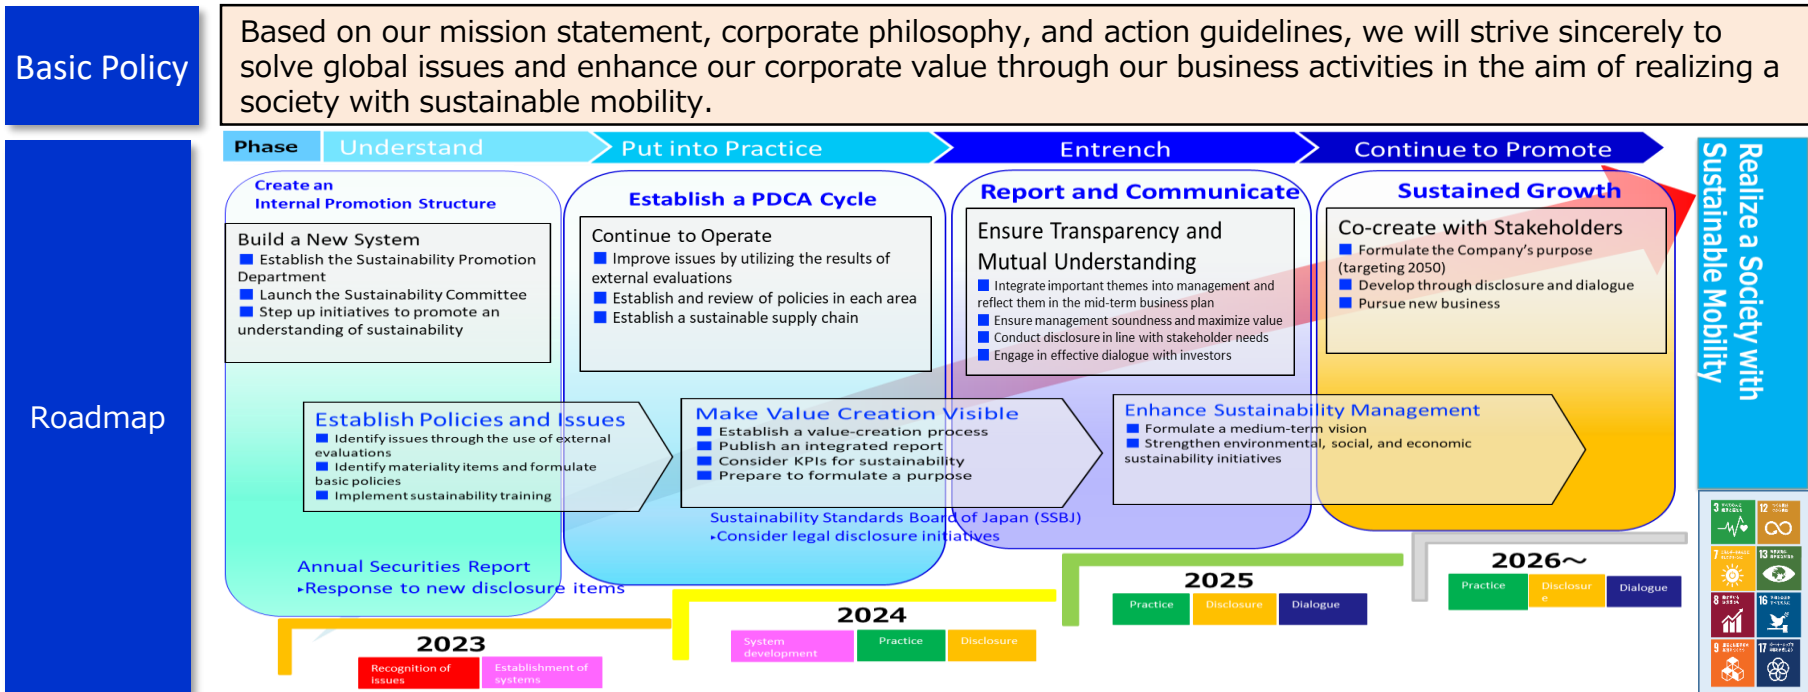 Basic Policy
Based on our mission statement, corporate philosophy, and action guidelines, we will strive sincerely to
solve global issues and enhance our corporate value through our business activities in the aim of realizing a
society with sustainable mobility.
Roadmap
Phase
Understand
Put into Practice
Entrench
Continue to Promote
Create an
Internal Promotion Structure
Build a New System
Establish the Sustainability Promotion
Department
Launch the Sustainability Committee
Step up initiatives to promote an
understanding of sustainability
Establish a PDCA Cycle
Continue to Operate
Improve issues by utilizing the results of
external evaluations
Establish and review of policies in each area
Establish a sustainable supply chain
Report and Communicate
Ensure Transparency and
Mutual Understanding
Integrate important themes into management and
reflect them in the mid-term business plan
Ensure management soundness and maximize value
Conduct disclosure in line with stakeholder needs
Engage in effective dialogue with investors
Sustained Growth
Co-create with Stakeholders
Formulate the Company's purpose
(targeting 2050)
Develop through disclosure and dialogue
Pursue new business
Realize a Society with
Sustainable Mobility
Establish Policies and Issues
Identify issues through the use of external
evaluations
Identify materiality items and formulate
basic policies
Implement sustainability training
Make Value Creation Visible
Establish a value-creation process
Publish an integrated report
Consider KPIs for sustainability
Prepare to formulate a purpose
Enhance Sustainability Management
Formulate a medium-term vision
Strengthen environmental, social, and economic
sustainability initiatives
Sustainability Standards Board of Japan (SSBJ)
▸Consider legal disclosure initiatives
Annual Securities Report
▸Response to new disclosure items
2023
Recognition of
issues
Establishment of
systems
2024
System
development
Practice
Disclosure
2025
Practice
Disclosure
Dialogue
2026～
Practice
Disclosur
e
Dialogue
3
12
7
13
8
16
9
17